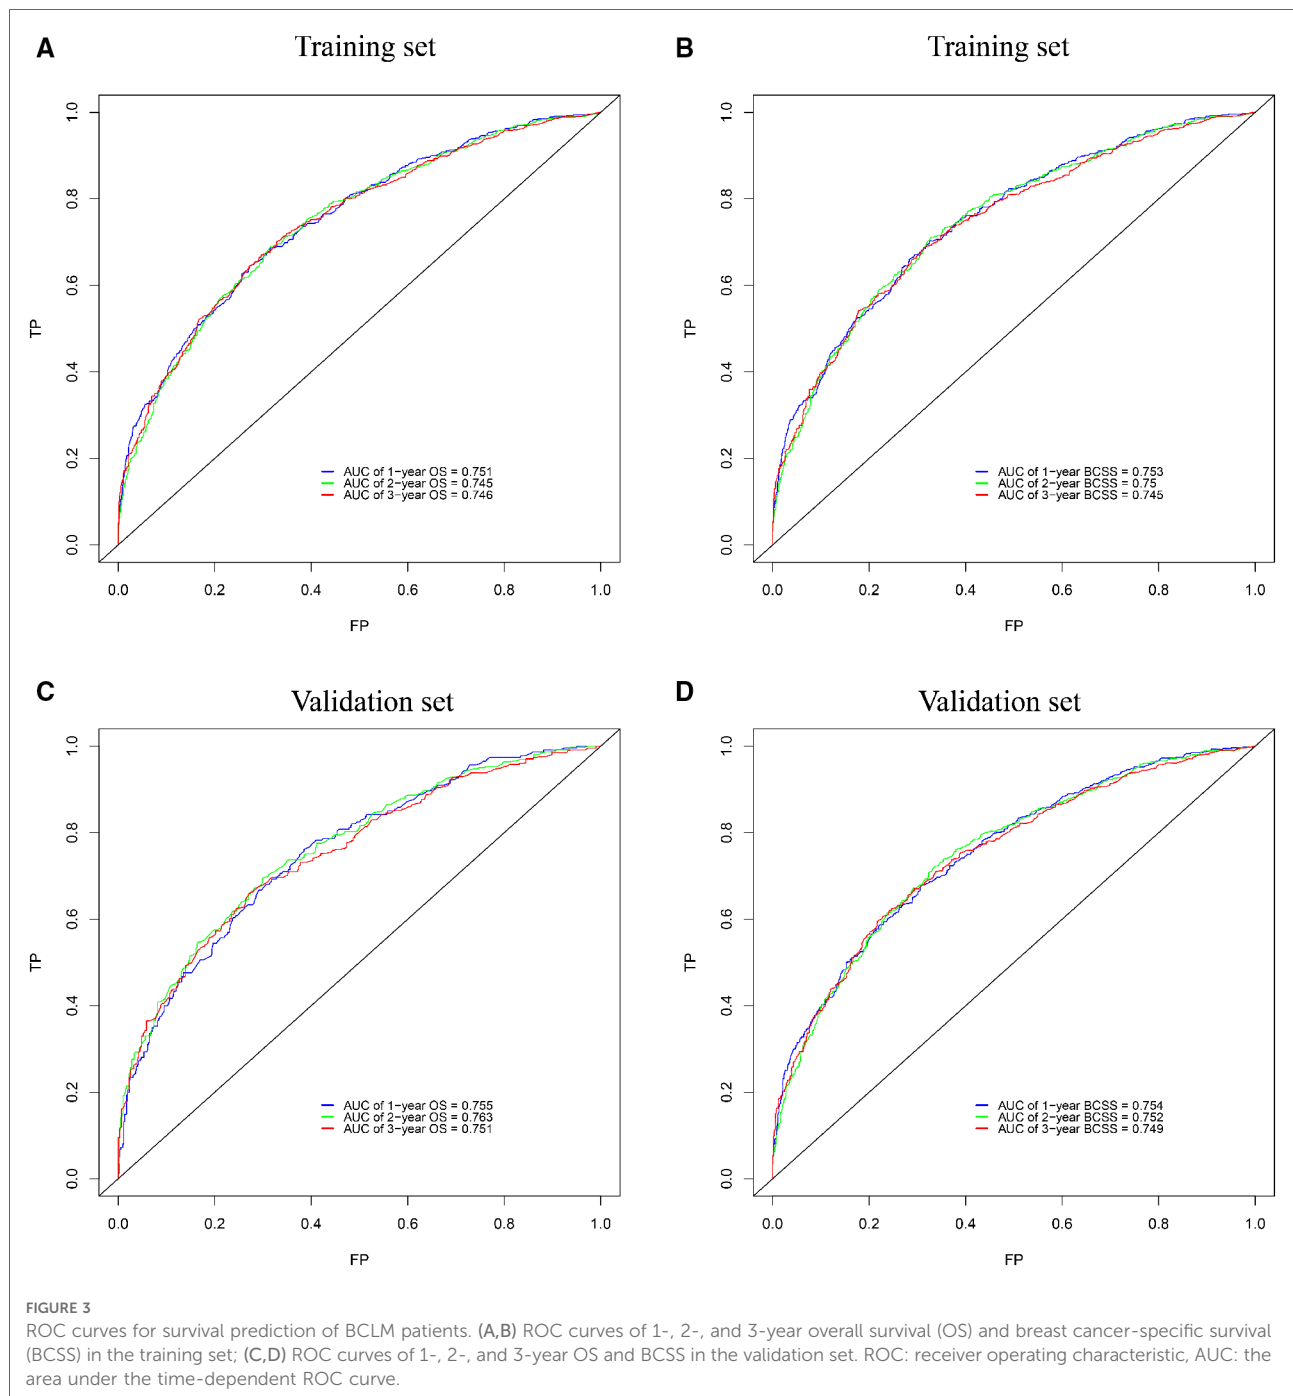 A
Training set
1.0
0.8
0.6
0.4
0.2
0.0
TP
AUC of 1-year OS = 0.751
AUC of 2-year OS = 0.745
AUC of 3-year OS = 0.746
0.0 0.2 0.4 0.6 0.8 1.0
FP
B
Training set
1.0
0.8
0.6
0.4
0.2
0.0
TP
AUC of 1-year BCSS = 0.753
AUC of 2-year BCSS = 0.75
AUC of 3-year BCSS = 0.745
0.0 0.2 0.4 0.6 0.8 1.0
FP
C
Validation set
1.0
0.8
0.6
0.4
0.2
0.0
TP
AUC of 1-year OS = 0.755
AUC of 2-year OS = 0.763
AUC of 3-year OS = 0.751
0.0 0.2 0.4 0.6 0.8 1.0
FP
D
Validation set
1.0
0.8
0.6
0.4
0.2
0.0
TP
AUC of 1-year BCSS = 0.754
AUC of 2-year BCSS = 0.752
AUC of 3-year BCSS = 0.749
0.0 0.2 0.4 0.6 0.8 1.0
FP
FIGURE 3
ROC curves for survival prediction of BCLM patients. (A,B) ROC curves of 1-, 2-, and 3-year overall survival (OS) and breast cancer-specific survival
(BCSS) in the training set; (C,D) ROC curves of 1-, 2-, and 3-year OS and BCSS in the validation set. ROC: receiver operating characteristic, AUC: the
area under the time-dependent ROC curve.